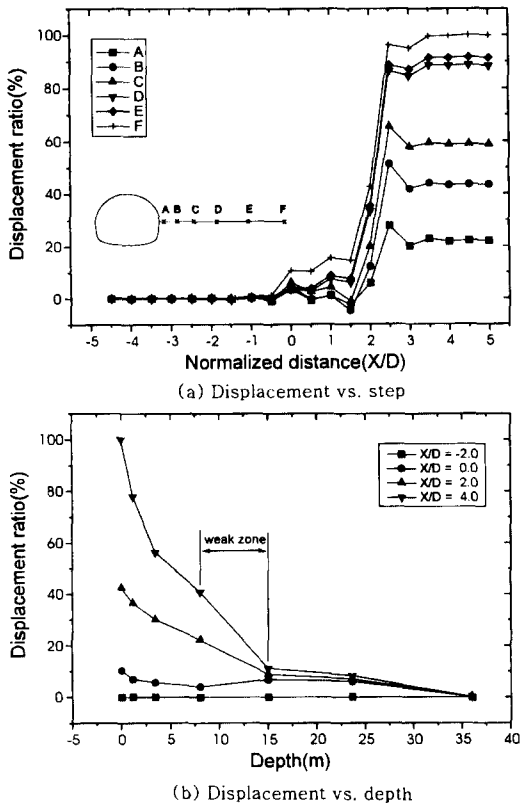 100
80
60
40
20
0
Displacement ratio(%)
A
B
C
D
E
F
A B C D E F
-5 -4 -3 -2 -1 0 1 2 3 4 5
Normalized distance(X/D)
(a) Displacement vs. step
100
80
60
40
20
0
Displacement ratio(%)
X/D = -2.0
X/D = 0.0
X/D = 2.0
X/D = 4.0
weak zone
-5 0 5 10 15 20 25 30 35 40
Depth(m)
(b) Displacement vs. depth